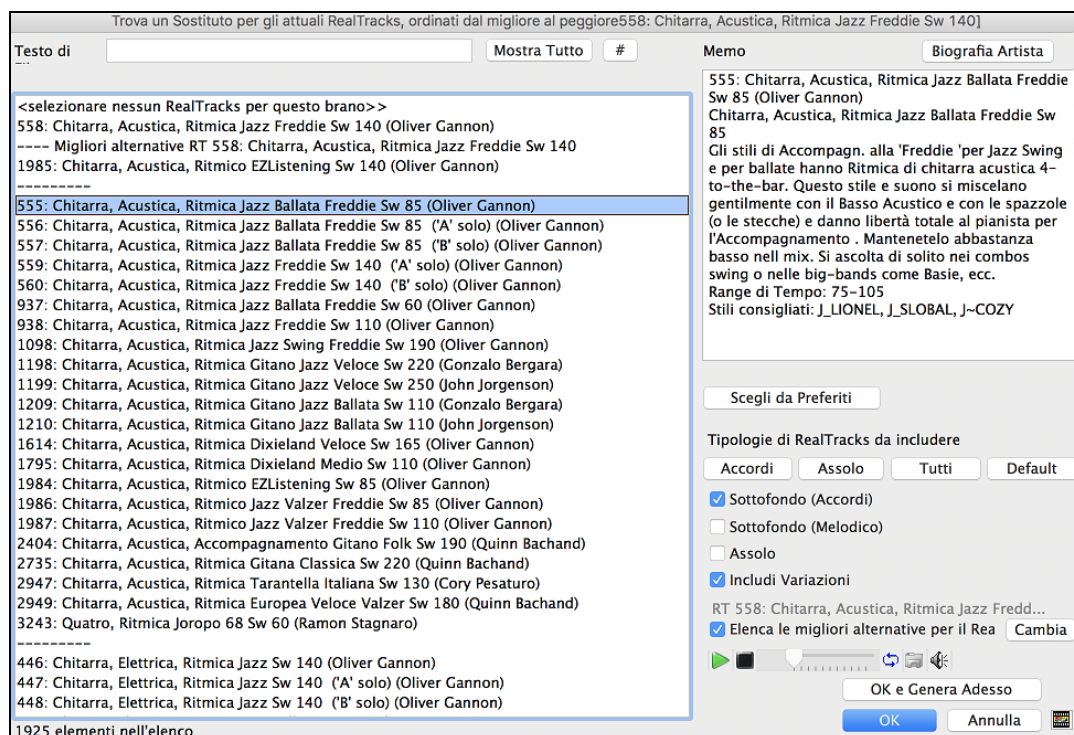 Trova un Sostituto per gli attuali RealTracks, ordinati dal migliore al peggiore558: Chitarra, Acustica, Ritmica Jazz Freddie Sw 140]
Testo di
Mostra Tutto
#
<selezionare nessun RealTracks per questo brano>>
558: Chitarra, Acustica, Ritmica Jazz Freddie Sw 140 (Oliver Gannon)
---- Migliori alternative RT 558: Chitarra, Acustica, Ritmica Jazz Freddie Sw 140
1985: Chitarra, Acustica, Ritmico EZListening Sw 140 (Oliver Gannon)
---------
555: Chitarra, Acustica, Ritmica Jazz Ballata Freddie Sw 85 (Oliver Gannon)
556: Chitarra, Acustica, Ritmica Jazz Ballata Freddie Sw 85 ('A' solo) (Oliver Gannon)
557: Chitarra, Acustica, Ritmica Jazz Ballata Freddie Sw 85 ('B' solo) (Oliver Gannon)
559: Chitarra, Acustica, Ritmica Jazz Freddie Sw 140 ('A' solo) (Oliver Gannon)
560: Chitarra, Acustica, Ritmica Jazz Freddie Sw 140 ('B' solo) (Oliver Gannon)
937: Chitarra, Acustica, Ritmica Jazz Ballata Freddie Sw 60 (Oliver Gannon)
938: Chitarra, Acustica, Ritmica Jazz Freddie Sw 110 (Oliver Gannon)
1098: Chitarra, Acustica, Ritmica Jazz Swing Freddie Sw 190 (Oliver Gannon)
1198: Chitarra, Acustica, Ritmica Gitano Jazz Veloce Sw 220 (Gonzalo Bergara)
1199: Chitarra, Acustica, Ritmica Gitano Jazz Veloce Sw 250 (John Jorgenson)
1209: Chitarra, Acustica, Ritmica Gitano Jazz Ballata Sw 110 (Gonzalo Bergara)
1210: Chitarra, Acustica, Ritmica Gitano Jazz Ballata Sw 110 (John Jorgenson)
1614: Chitarra, Acustica, Ritmica Dixieland Veloce Sw 165 (Oliver Gannon)
1795: Chitarra, Acustica, Ritmica Dixieland Medio Sw 110 (Oliver Gannon)
1984: Chitarra, Acustica, Ritmico EZListening Sw 85 (Oliver Gannon)
1986: Chitarra, Acustica, Ritmico Jazz Valzer Freddie Sw 85 (Oliver Gannon)
1987: Chitarra, Acustica, Ritmico Jazz Valzer Freddie Sw 110 (Oliver Gannon)
2404: Chitarra, Acustica, Accompagnamento Gitano Folk Sw 190 (Quinn Bachand)
2735: Chitarra, Acustica, Ritmica Gitana Classica Sw 220 (Quinn Bachand)
2947: Chitarra, Acustica, Ritmica Tarantella Italiana Sw 130 (Cory Pesaturo)
2949: Chitarra, Acustica, Ritmica Europea Veloce Valzer Sw 180 (Quinn Bachand)
3243: Quatro, Ritmica Joropo 68 Sw 60 (Ramon Stagnaro)
---------
446: Chitarra, Elettrica, Ritmica Jazz Sw 140 (Oliver Gannon)
447: Chitarra, Elettrica, Ritmica Jazz Sw 140 ('A' solo) (Oliver Gannon)
448: Chitarra, Elettrica, Ritmica Jazz Sw 140 ('B' solo) (Oliver Gannon)
1925 elementi nell'elenco
Memo
Biografia Artista
555: Chitarra, Acustica, Ritmica Jazz Ballata Freddie
Sw 85 (Oliver Gannon)
Chitarra, Acustica, Ritmica Jazz Ballata Freddie Sw
85
Gli stili di Accompagn. alla 'Freddie 'per Jazz Swing
e per ballate hanno Ritmica di chitarra acustica 4-
to-the-bar. Questo stile e suono si miscelano
gentilmente con il Basso Acustico e con le spazzole
(o le stecche) e danno libertà totale al pianista per
l'Accompagnamento . Mantenetelo abbastanza
basso nell mix. Si ascolta di solito nei combos
swing o nelle big-bands come Basie, ecc.
Range di Tempo: 75-105
Stili consigliati: J_LIONEL, J_SLOBAL, J~COZY
Scegli da Preferiti
Tipologie di RealTracks da includere
Accordi
Assolo
Tutti
Default
Sottofondo (Accordi)
Sottofondo (Melodico)
Assolo
Includi Variazioni
RT 558: Chitarra, Acustica, Ritmica Jazz Fredd...
Elenca le migliori alternative per il Rea
Cambia
OK e Genera Adesso
OK
Annulla